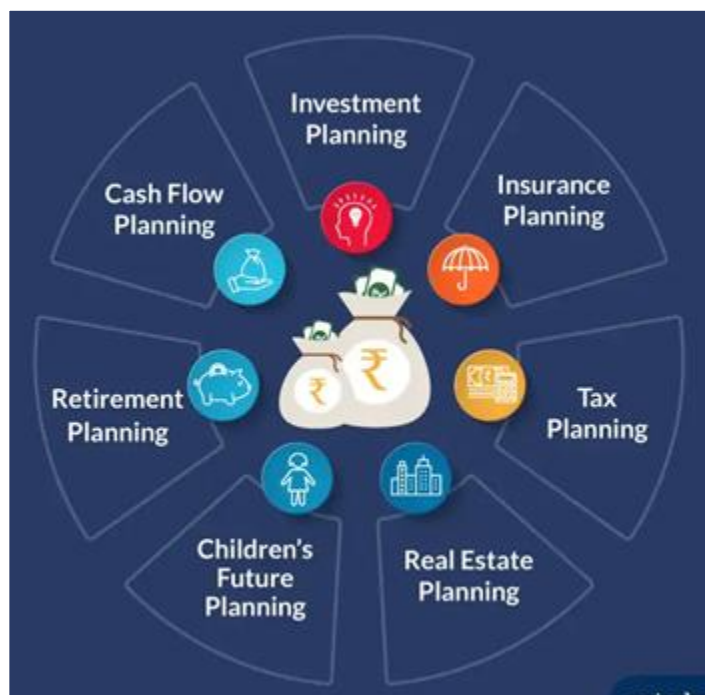 Investment
Planning
Insurance
Planning
Tax
Planning
Real Estate
Planning
Children's
Future
Planning
Retirement
Planning
Cash Flow
Planning
₹
₹